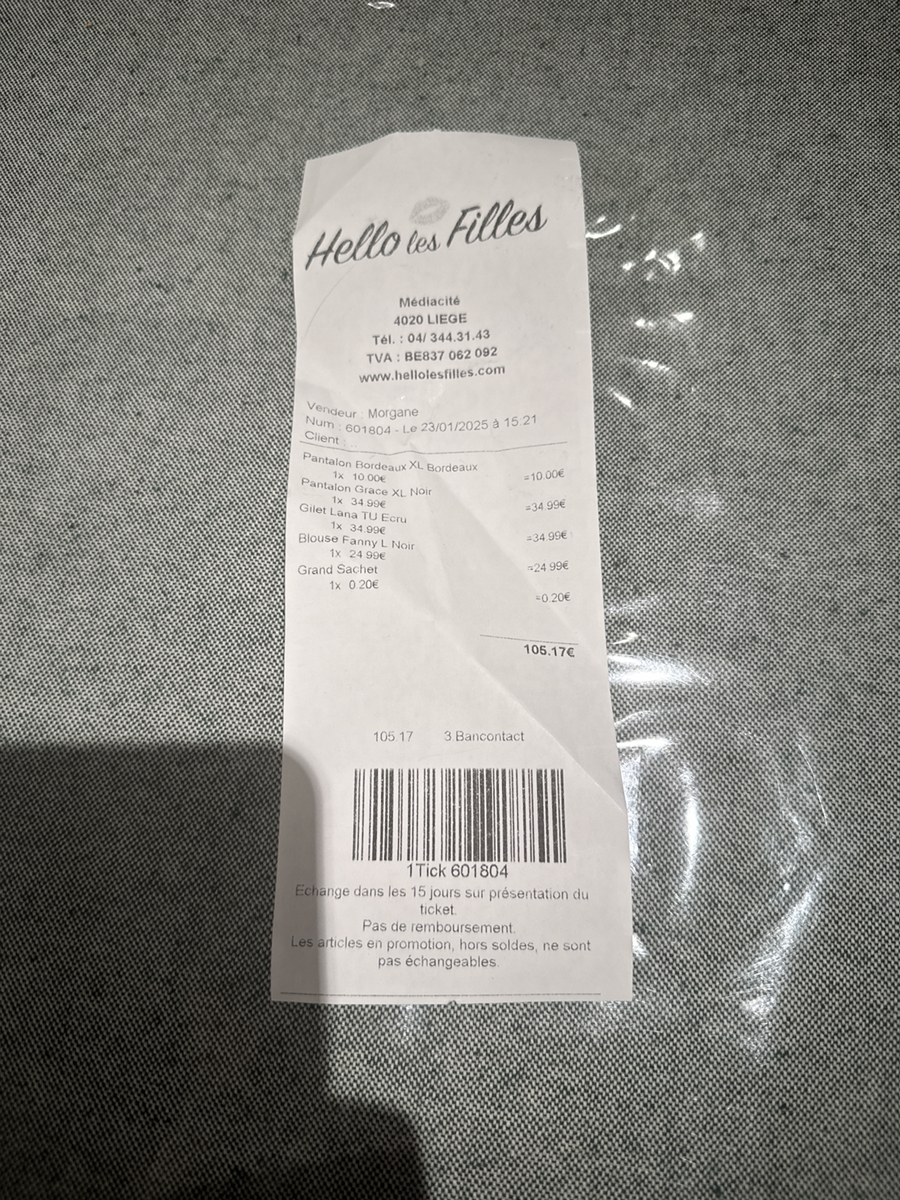 Hello les Filles
Médiacité
4020 LIEGE
Tél. : 04/ 344.31.43
TVA : BE837 062 092
www.hellolesfilles.com
Vendeur : Morgane
Num : 601804 - Le 23/01/2025 à 15:21
Client :
Pantalon Bordeaux XL Bordeaux
1x 10.00€ =10.00€
Pantalon Grace XL Noir
1x 34.99€ =34.99€
Gilet Lana TU Ecru
1x 34.99€ =34.99€
Blouse Fanny L Noir
1x 24.99€ =24.99€
Grand Sachet
1x 0.20€ =0.20€
105.17€
105.17 3.Bancontact
1Tick 601804
Echange dans les 15 jours sur présentation du
ticket.
Pas de remboursement.
Les articles en promotion, hors soldes, ne sont
pas échangeables.